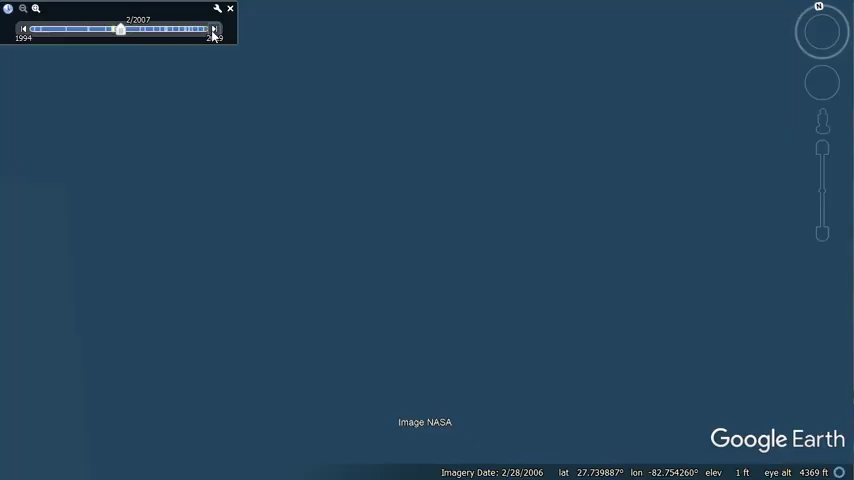 2/2007
1994
N
Image NASA
Google Earth
Imagery Date: 2/28/2006 lat 27.739887° lon -82.754260° elev 1 ft eye alt 4369 ft